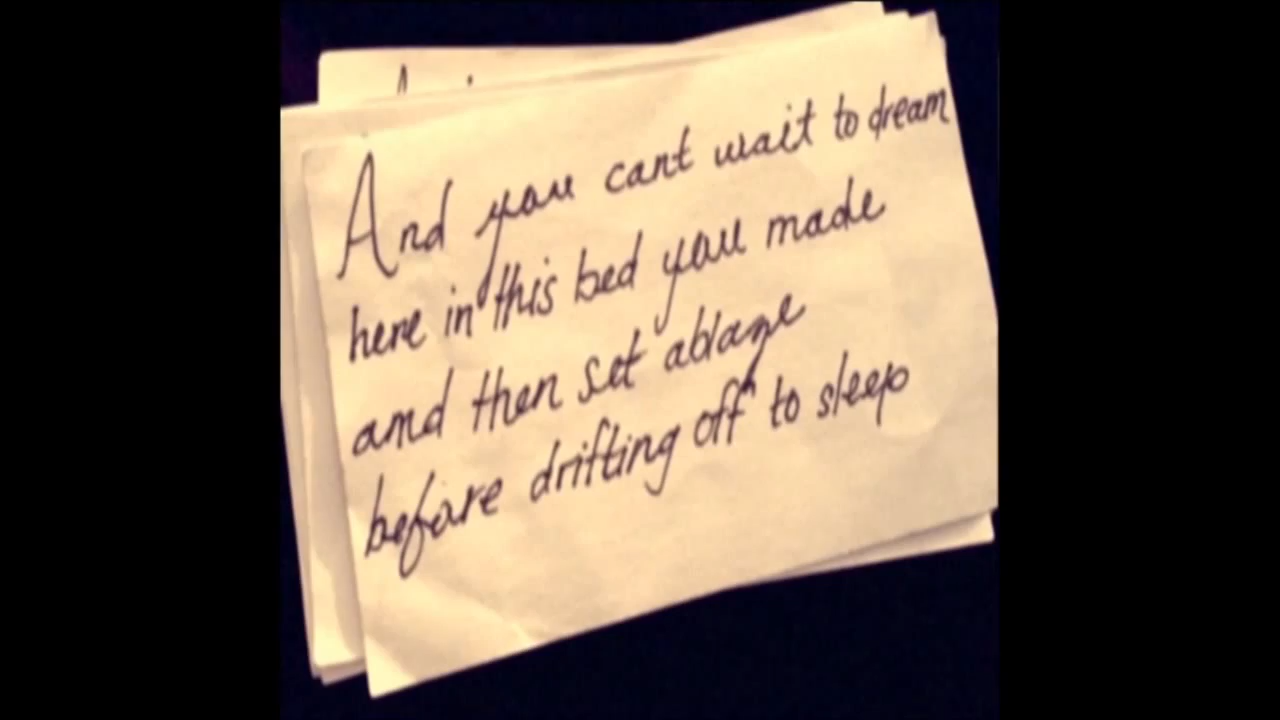 And you cant wait to dream
here in this bed you made
and then set ablaze
before drifting off to sleep